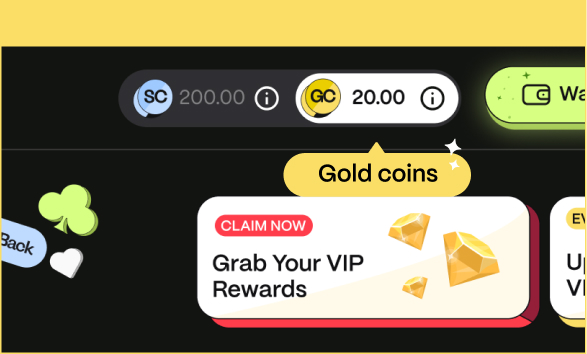 SC 200.00
GC 20.00
Wa
Gold coins
Back
CLAIM NOW
Grab Your VIP
Rewards
EV
Up
VI